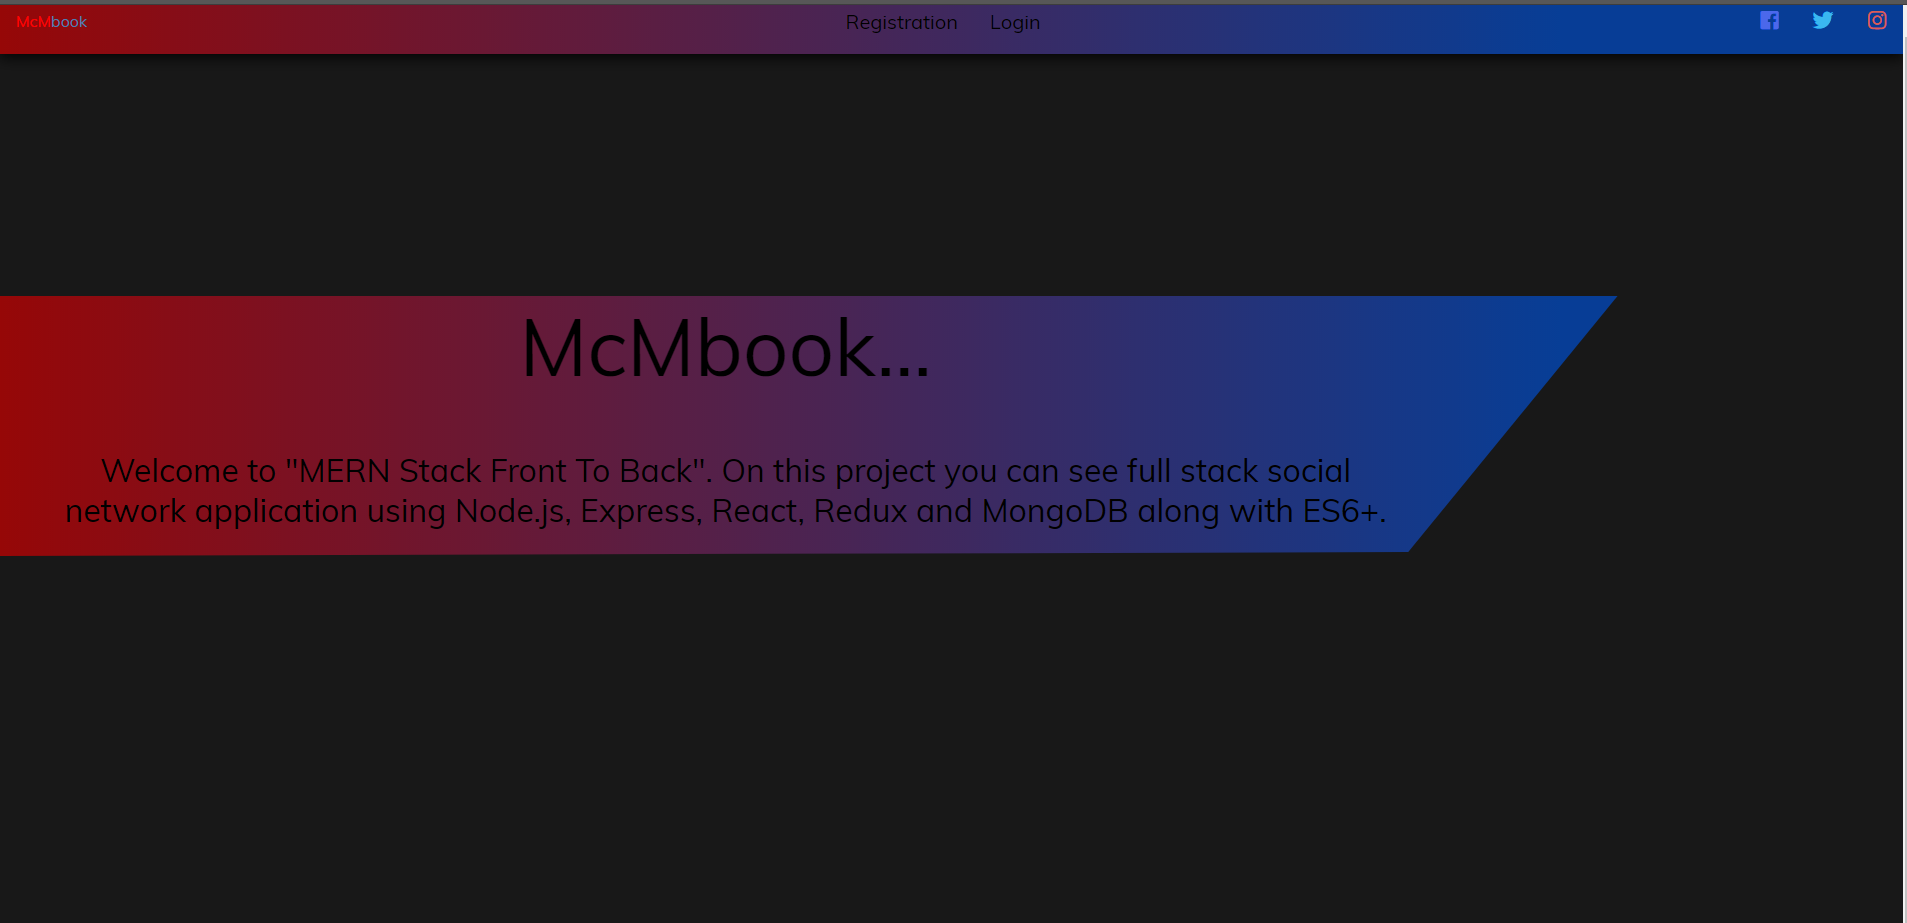 McMbook
Registration Login
McMbook...
Welcome to "MERN Stack Front To Back". On this project you can see full stack social
network application using Node.js, Express, React, Redux and MongoDB along with ES6+.